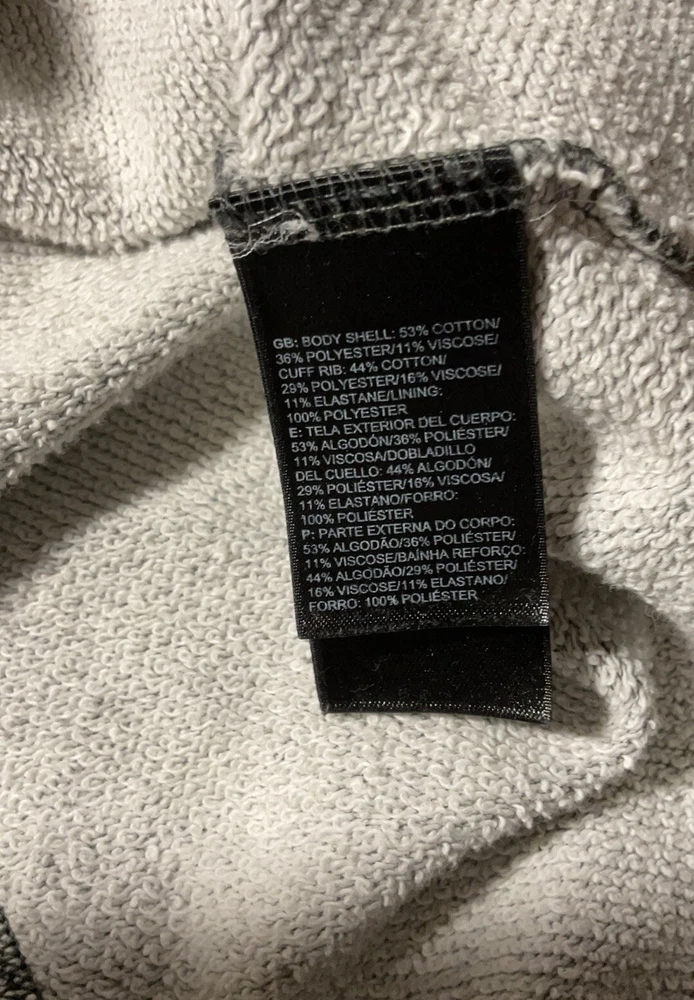 GB: BODY SHELL: 53% COTTON/
36% POLYESTER/11% VISCOSE/
CUFF RIB: 44% COTTON/
29% POLYESTER/16% VISCOSE/
11% ELASTANE/LINING:
100% POLYESTER
E: TELA EXTERIOR DEL CUERPO:
53% ALGODÓN/36% POLIÉSTER/
11% VISCOSA/DOBLADILLO
DEL CUELLO: 44% ALGODÓN/
29% POLIÉSTER/16% VISCOSA/
11% ELASTANO/FORRO:
100% POLIÉSTER
P: PARTE EXTERNA DO CORPO:
53% ALGODÃO/36% POLIÉSTER/
11% VISCOSE/BAÍNHA REFORÇO:
44% ALGODÃO/29% POLIÉSTER/
16% VISCOSE/11% ELASTANO/
FORRO: 100% POLIÉSTER